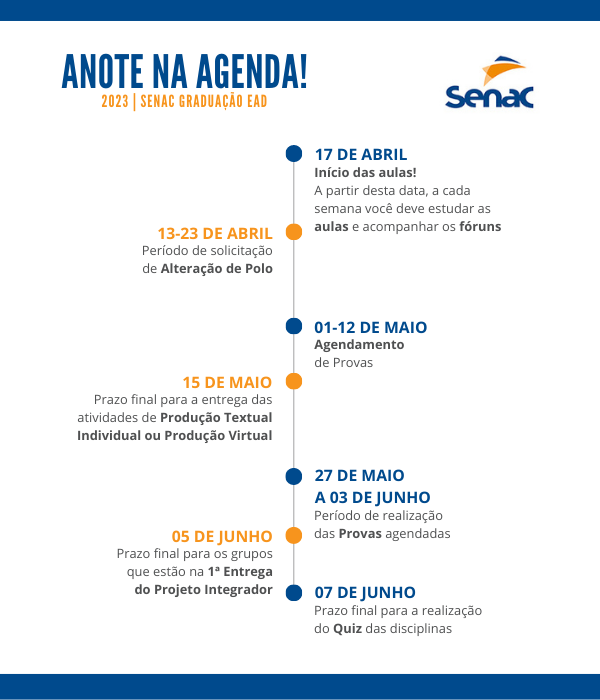 ANOTE NA AGENDA!
2023 | SENAC GRADUAÇÃO EAD
Senac
17 DE ABRIL
Início das aulas!
A partir desta data, a cada
semana você deve estudar as
aulas e acompanhar os fóruns
13-23 DE ABRIL
Período de solicitação
de Alteração de Polo
01-12 DE MAIO
Agendamento
de Provas
15 DE MAIO
Prazo final para a entrega das
atividades de Produção Textual
Individual ou Produção Virtual
27 DE MAIO
A 03 DE JUNHO
Período de realização
das Provas agendadas
05 DE JUNHO
Prazo final para os grupos
que estão na 1ª Entrega
do Projeto Integrador
07 DE JUNHO
Prazo final para a realização
do Quiz das disciplinas